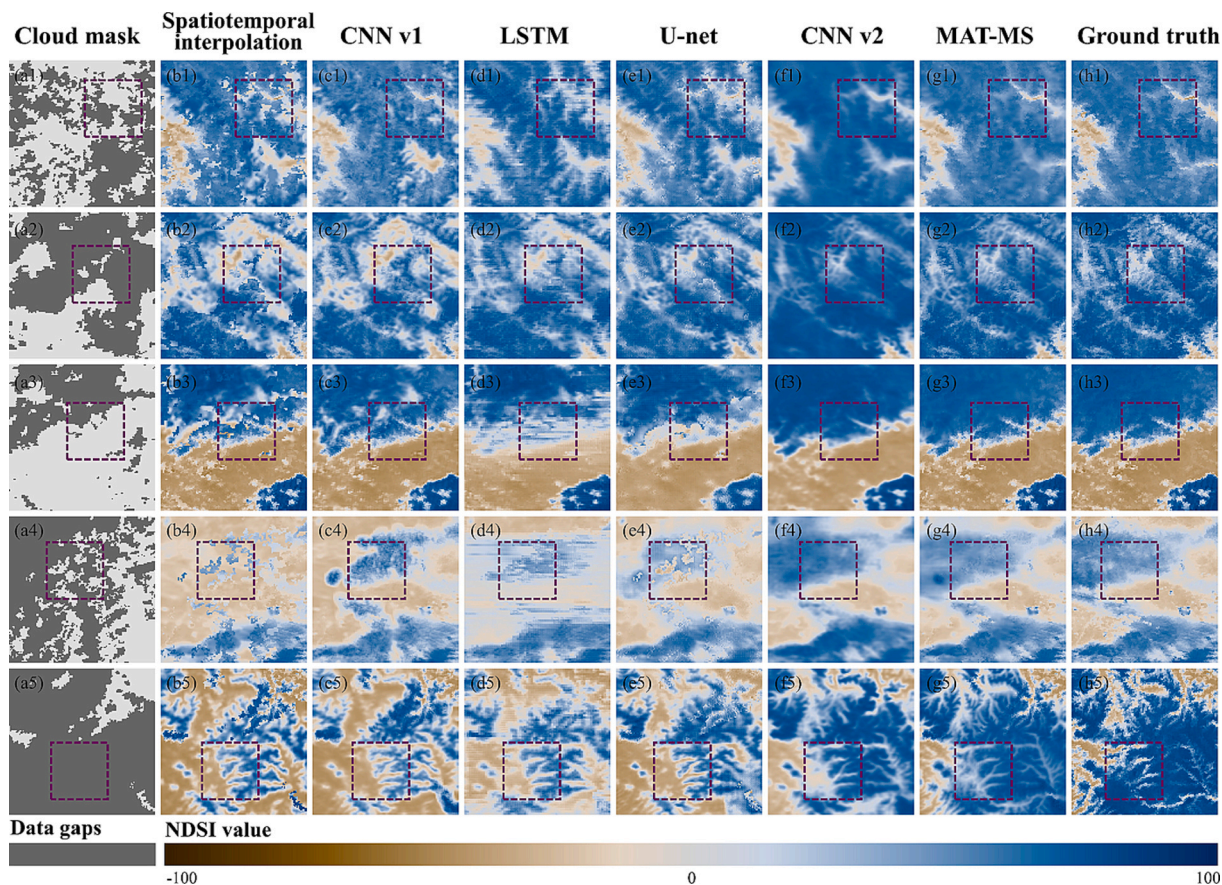 Cloud mask Spatiotemporal interpolation CNN v1 LSTM U-net CNN v2 MAT-MS Ground truth
(a1) (b1) (c1) (d1) (e1) (f1) (g1) (h1)
(a2) (b2) (c2) (d2) (e2) (f2) (g2) (h2)
(a3) (b3) (c3) (d3) (e3) (f3) (g3) (h3)
(a4) (b4) (c4) (d4) (e4) (f4) (g4) (h4)
(a5) (b5) (c5) (d5) (e5) (f5) (g5) (h5)
Data gaps NDSI value
-100 0 100